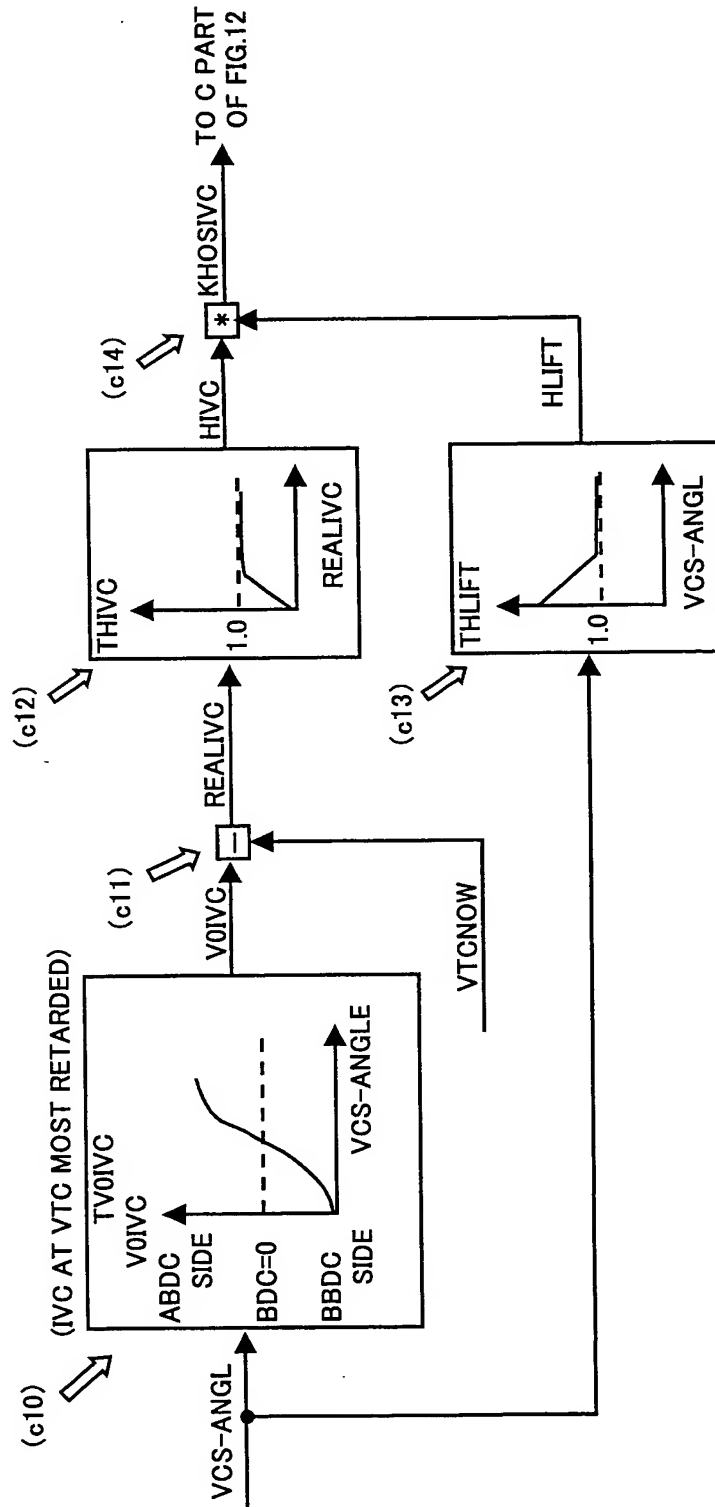 (c10)
VCS-ANGL
(IVC AT VTC MOST RETARDED)
TV0IVC
V0IVC
ABDC
SIDE
BDC=0
BBDC
SIDE
VCS-ANGLE
(c11)
V0IVC
—
VTCNOW
REALIVC
(c12)
THIVC
1.0
REALIVC
(c13)
THLIFT
1.0
VCS-ANGL
HIVC
HLIFT
(c14)
*
KHOSIVC
TO C PART
OF FIG.12